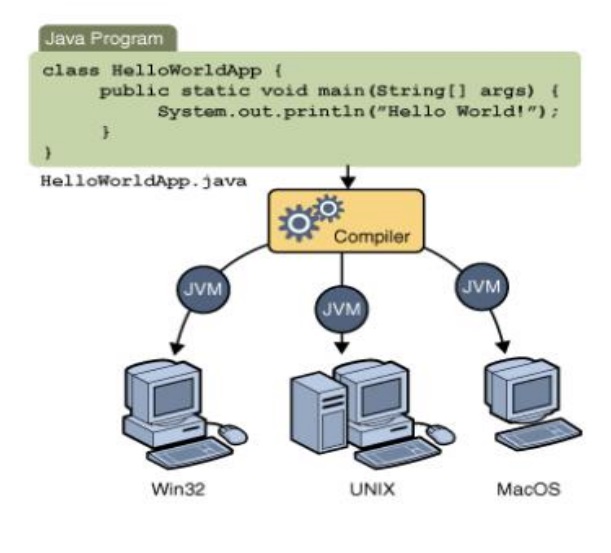 Java Program
class HelloWorldApp {
public static void main(String[] args) {
System.out.println("Hello World!");
}
}
HelloWorldApp.java
Compiler
JVM
JVM
JVM
Win32
UNIX
MacOS